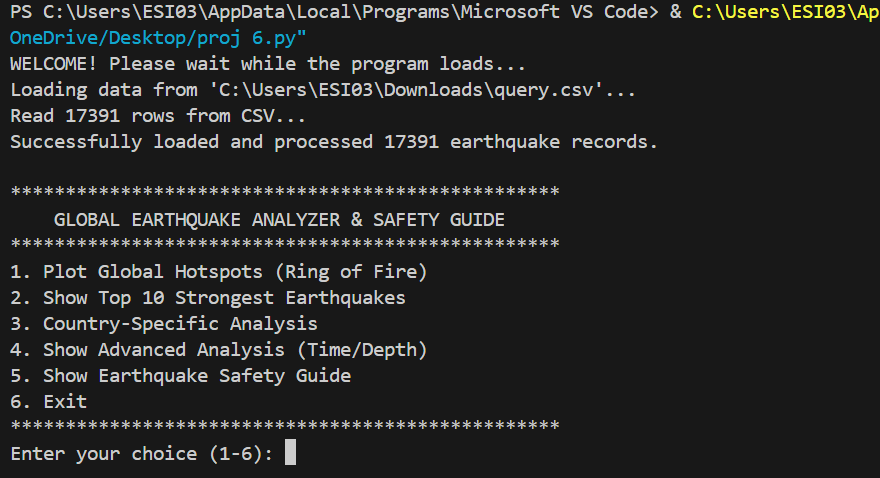 PS C:\Users\ESI03\AppData\Local\Programs\Microsoft VS Code> & C:\Users\ESI03\Ap
OneDrive/Desktop/proj 6.py"
WELCOME! Please wait while the program loads...
Loading data from 'C:\Users\ESI03\Downloads\query.csv'...
Read 17391 rows from CSV...
Successfully loaded and processed 17391 earthquake records.
**************************************************
GLOBAL EARTHQUAKE ANALYZER & SAFETY GUIDE
**************************************************
1. Plot Global Hotspots (Ring of Fire)
2. Show Top 10 Strongest Earthquakes
3. Country-Specific Analysis
4. Show Advanced Analysis (Time/Depth)
5. Show Earthquake Safety Guide
6. Exit
**************************************************
Enter your choice (1-6):